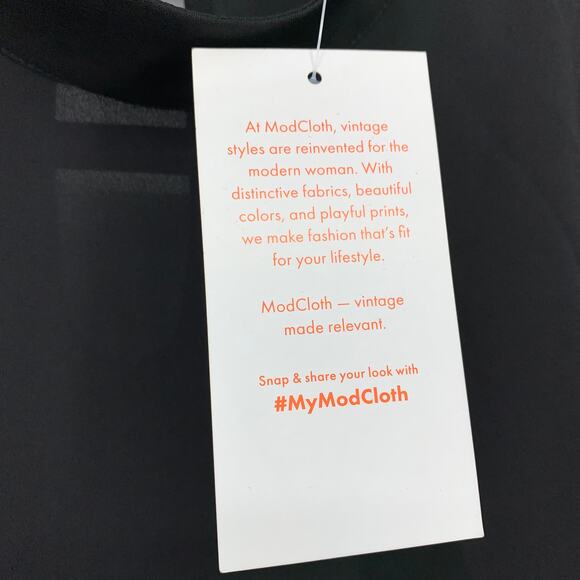 At ModCloth, vintage
styles are reinvented for the
modern woman. With
distinctive fabrics, beautiful
colors, and playful prints,
we make fashion that's fit
for your lifestyle.
ModCloth — vintage
made relevant.
Snap & share your look with
#MyModCloth